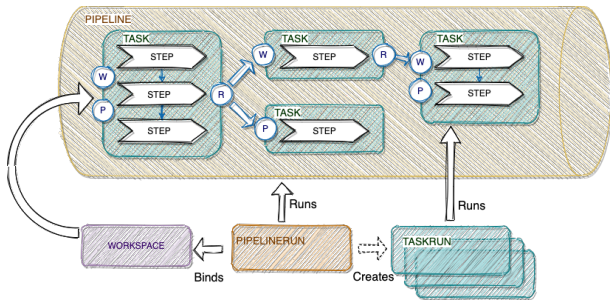 PIPELINE
TASK
STEP
W
STEP
P
STEP
R
TASK
W
STEP
R
TASK
P
STEP
TASK
STEP
W
P
STEP
Runs
Runs
WORKSPACE
Binds
PIPELINERUN
Creates
TASKRUN